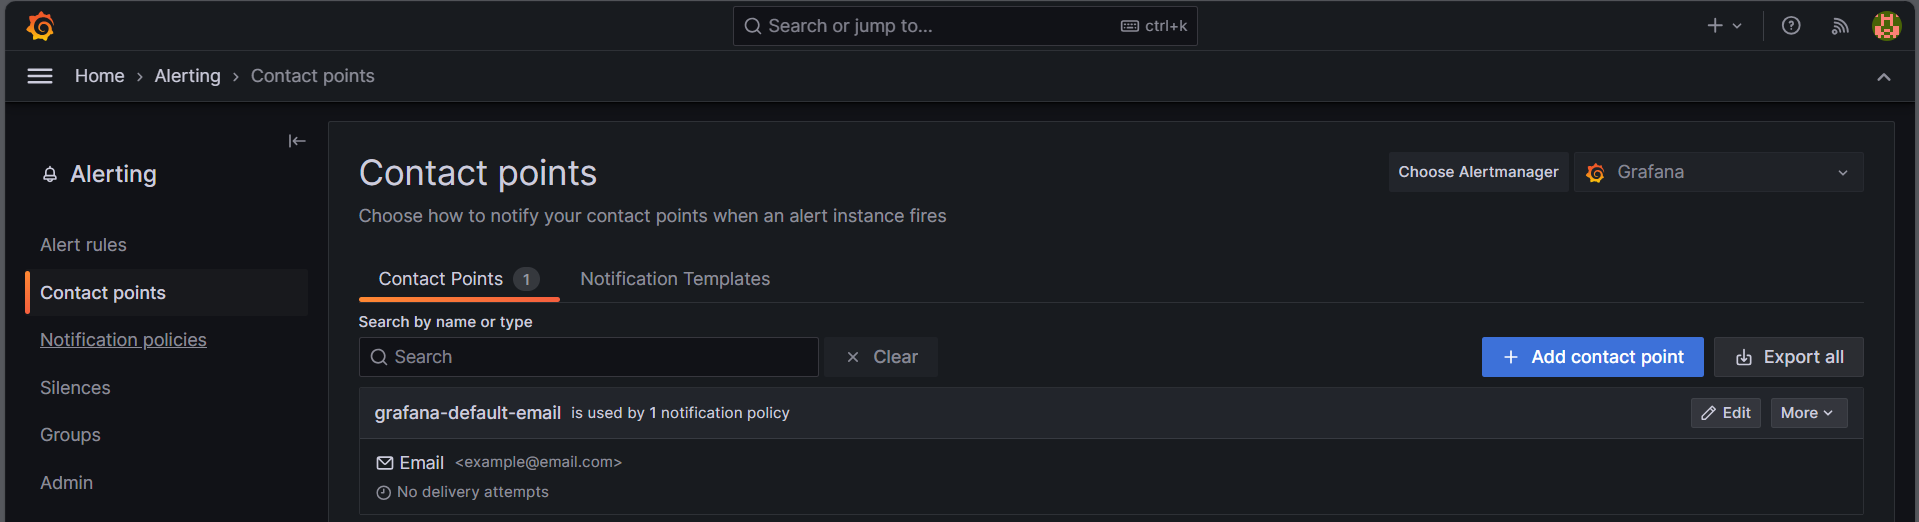 Search or jump to... ctrl+k
Home › Alerting › Contact points
Alerting
Alert rules
Contact points
Notification policies
Silences
Groups
Admin
Contact points
Choose how to notify your contact points when an alert instance fires
Choose Alertmanager Grafana
Contact Points 1 Notification Templates
Search by name or type
Search Clear Add contact point Export all
grafana-default-email is used by 1 notification policy Edit More
Email <example@email.com>
No delivery attempts